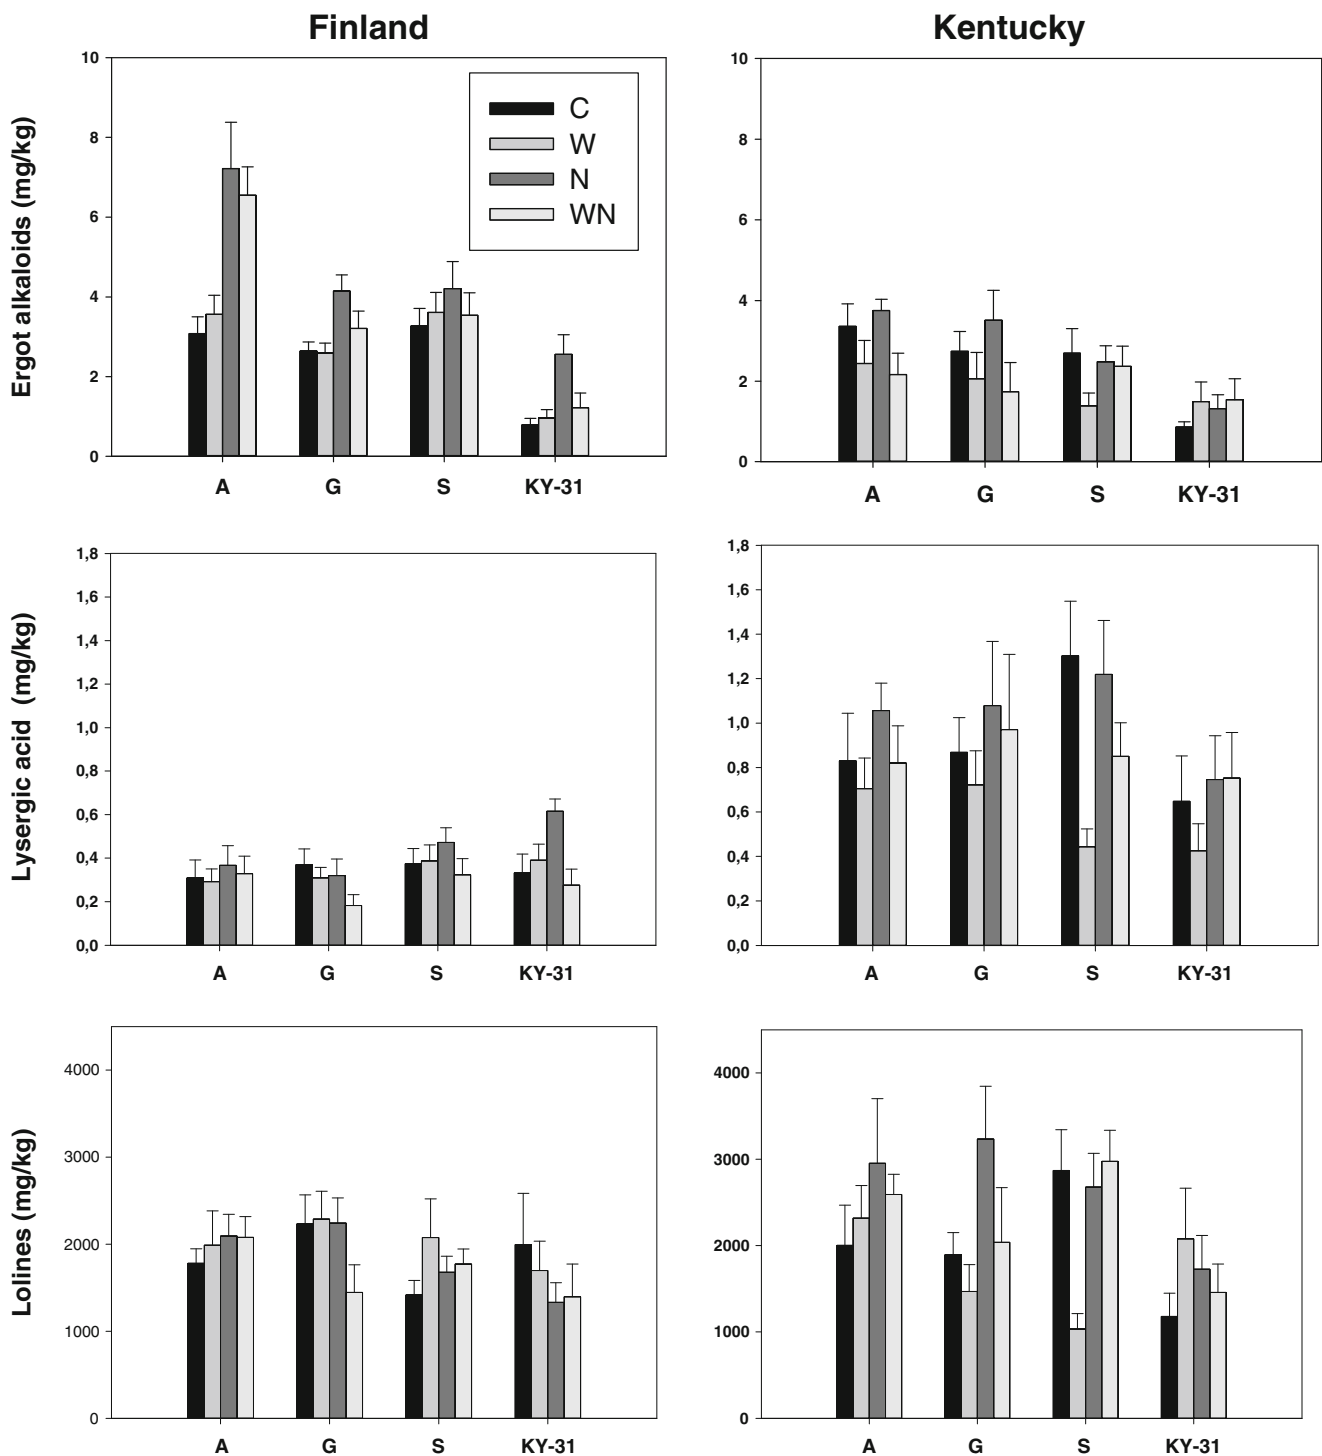 Finland
Kentucky
Ergot alkaloids (mg/kg)
10
8
6
4
2
0
C
W
N
WN
A G S KY-31
10
8
6
4
2
0
A G S KY-31
Lysergic acid (mg/kg)
1,8
1,6
1,4
1,2
1,0
0,8
0,6
0,4
0,2
0,0
A G S KY-31
1,8
1,6
1,4
1,2
1,0
0,8
0,6
0,4
0,2
0,0
A G S KY-31
Lolines (mg/kg)
4000
3000
2000
1000
0
A G S KY-31
4000
3000
2000
1000
0
A G S KY-31